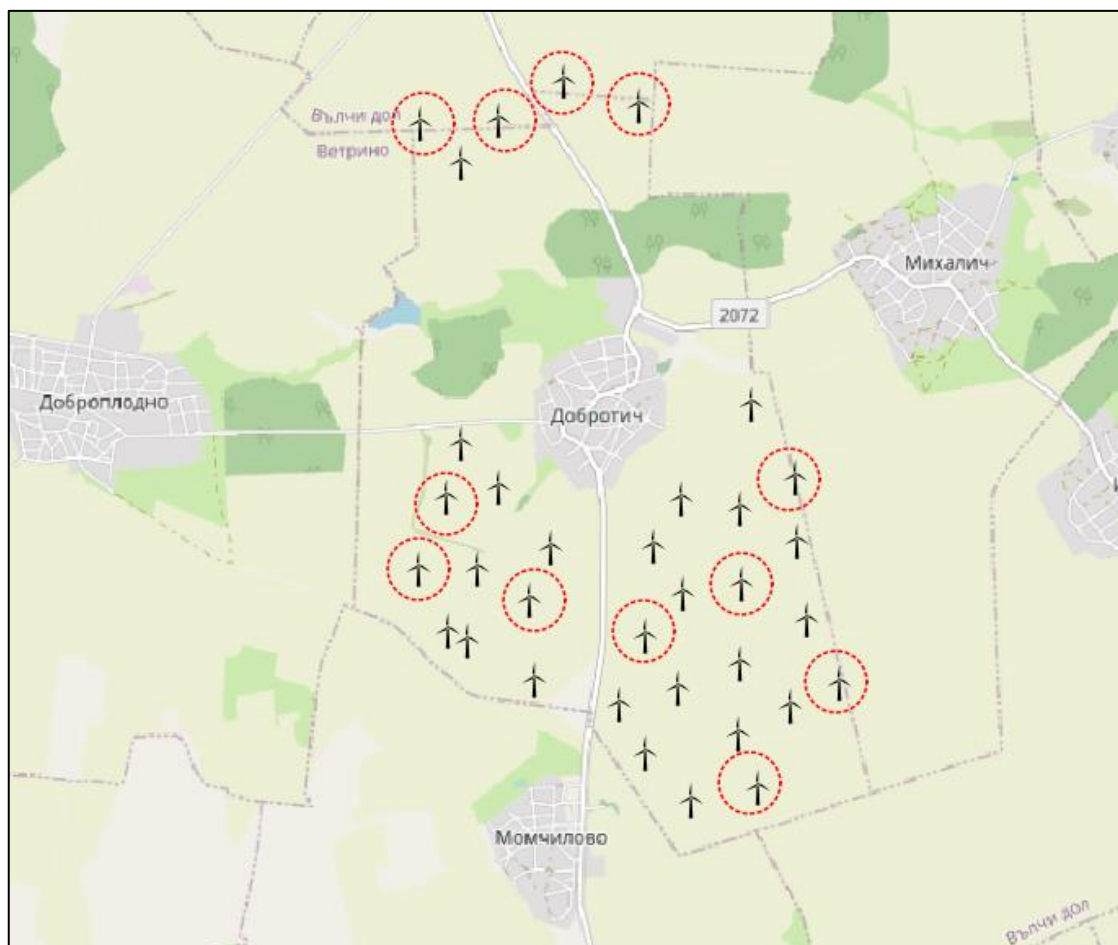 Вълчи дол
Ветрино
Михалич
2072
Доброплодно
Добротич
Момчилово
Вълчи дол